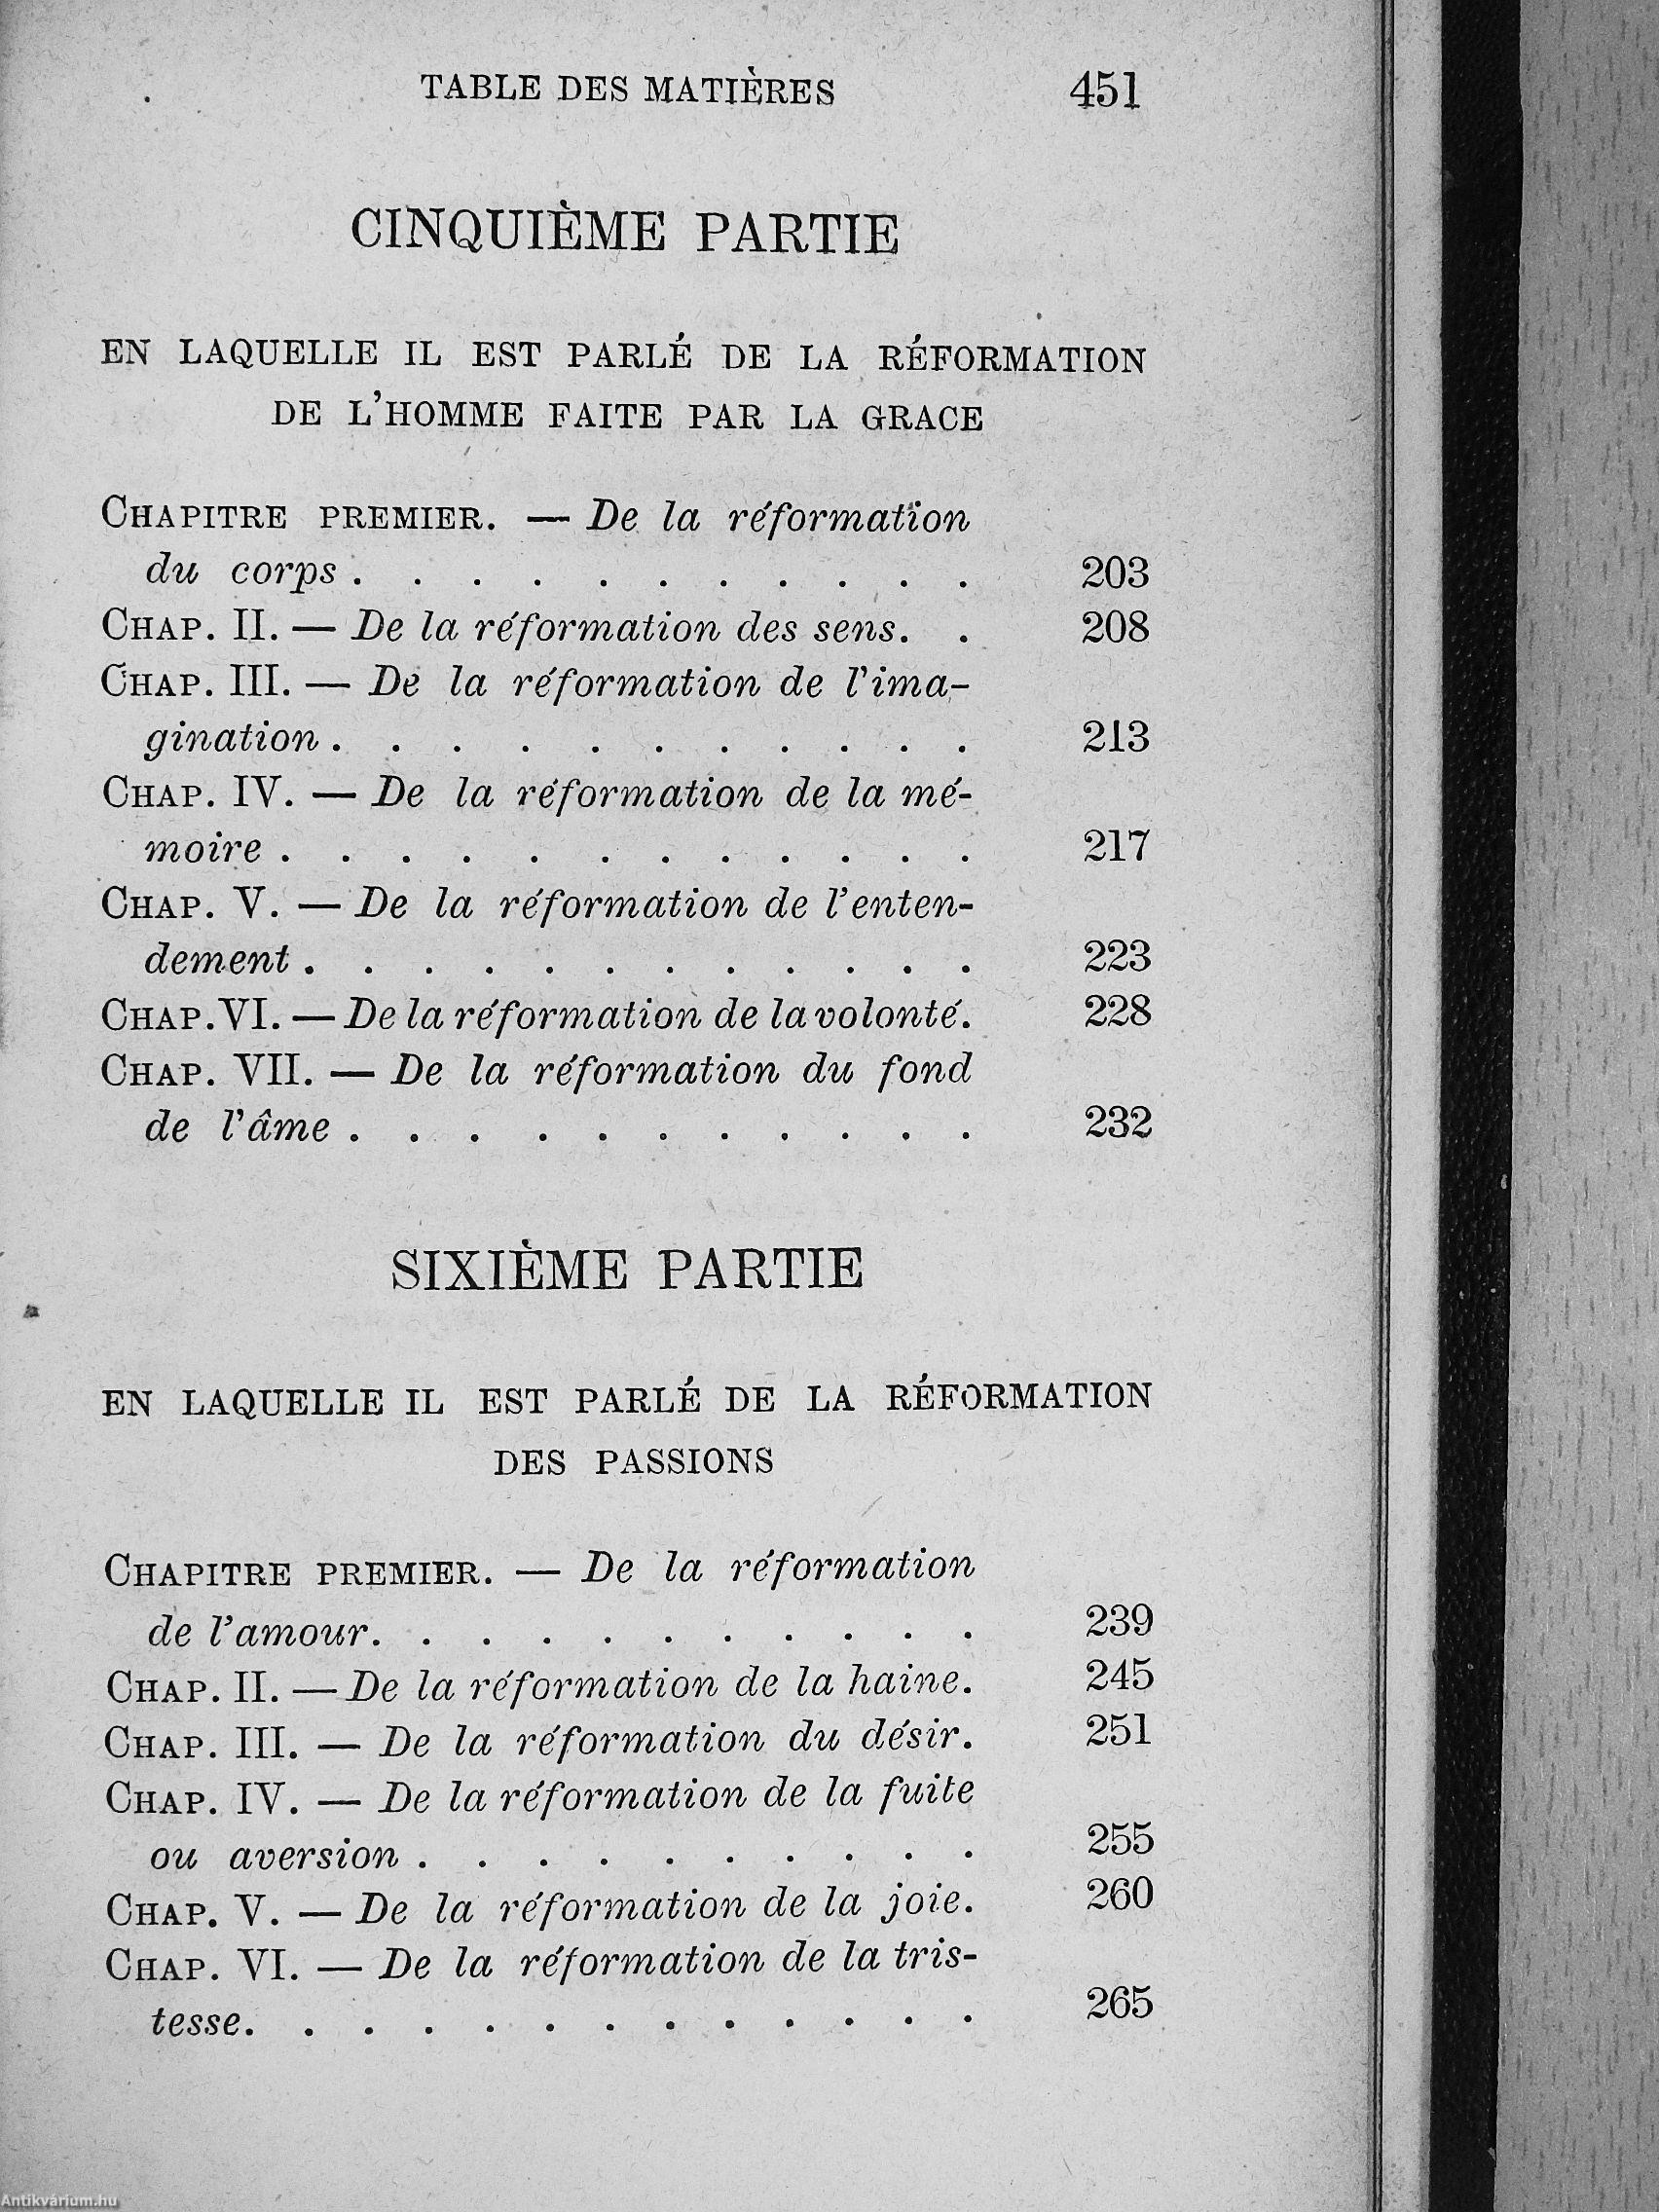 TABLE DES MATIÈRES 451
CINQUIÈME PARTIE
EN LAQUELLE IL EST PARLÉ DE LA RÉFORMATION
DE L'HOMME FAITE PAR LA GRACE
CHAPITRE PREMIER. — De la réformation
du corps . . . . . . . . . . . 203
CHAP. II. — De la réformation des sens. . 208
CHAP. III. — De la réformation de l'ima-
gination . . . . . . . . . . . 213
CHAP. IV. — De la réformation de la mé-
moire . . . . . . . . . . . . 217
CHAP. V. — De la réformation de l'enten-
dement . . . . . . . . . . . . 223
CHAP. VI. — De la réformation de la volonté. 228
CHAP. VII. — De la réformation du fond
de l'âme . . . . . . . . . . . 232
SIXIÈME PARTIE
EN LAQUELLE IL EST PARLÉ DE LA RÉFORMATION
DES PASSIONS
CHAPITRE PREMIER. — De la réformation
de l'amour. . . . . . . . . . . 239
CHAP. II. — De la réformation de la haine. 245
CHAP. III. — De la réformation du désir. 251
CHAP. IV. — De la réformation de la fuite
ou aversion . . . . . . . . . . 255
CHAP. V. — De la réformation de la joie. 260
CHAP. VI. — De la réformation de la tris-
tesse. . . . . . . . . . . . . 265
Antikvárium.hu